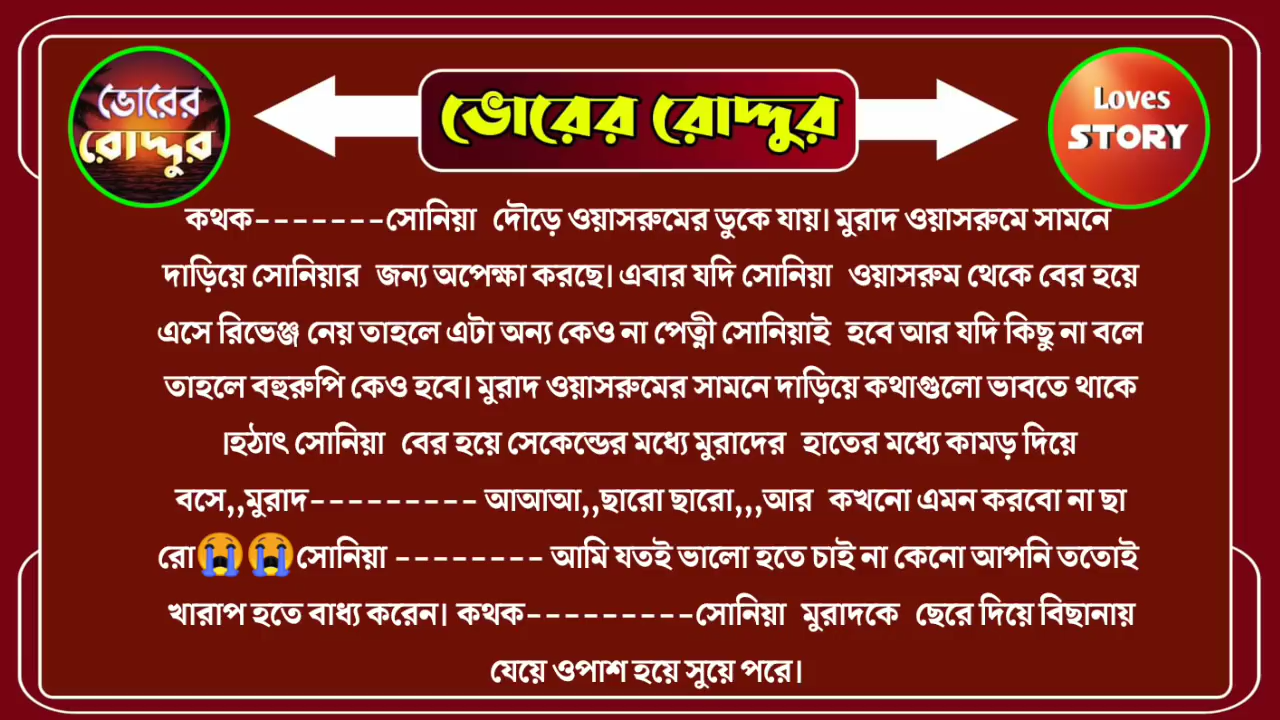 ভোরের
রোদ্দুর
ভোরের রোদ্দুর
Loves
STORY
কথক-------সোনিয়া দৌড়ে ওয়াসরুমের ডুকে যায়। মুরাদ ওয়াসরুমে সামনে
দাড়িয়ে সোনিয়ার জন্য অপেক্ষা করছে। এবার যদি সোনিয়া ওয়াসরুম থেকে বের হয়ে
এসে রিভেঞ্জ নেয় তাহলে এটা অন্য কেও না পেত্নী সোনিয়াই হবে আর যদি কিছু না বলে
তাহলে বহুরুপি কেও হবে। মুরাদ ওয়াসরুমের সামনে দাড়িয়ে কথাগুলো ভাবতে থাকে
।হঠাৎ সোনিয়া বের হয়ে সেকেন্ডের মধ্যে মুরাদের হাতের মধ্যে কামড় দিয়ে
বসে,,মুরাদ--------- আআআ,,ছারো ছারো,,,আর কখনো এমন করবো না ছা
রো😭😭সোনিয়া -------- আমি যতই ভালো হতে চাই না কেনো আপনি ততোই
খারাপ হতে বাধ্য করেন। কথক---------সোনিয়া মুরাদকে ছেরে দিয়ে বিছানায়
যেয়ে ওপাশ হয়ে সুয়ে পরে।